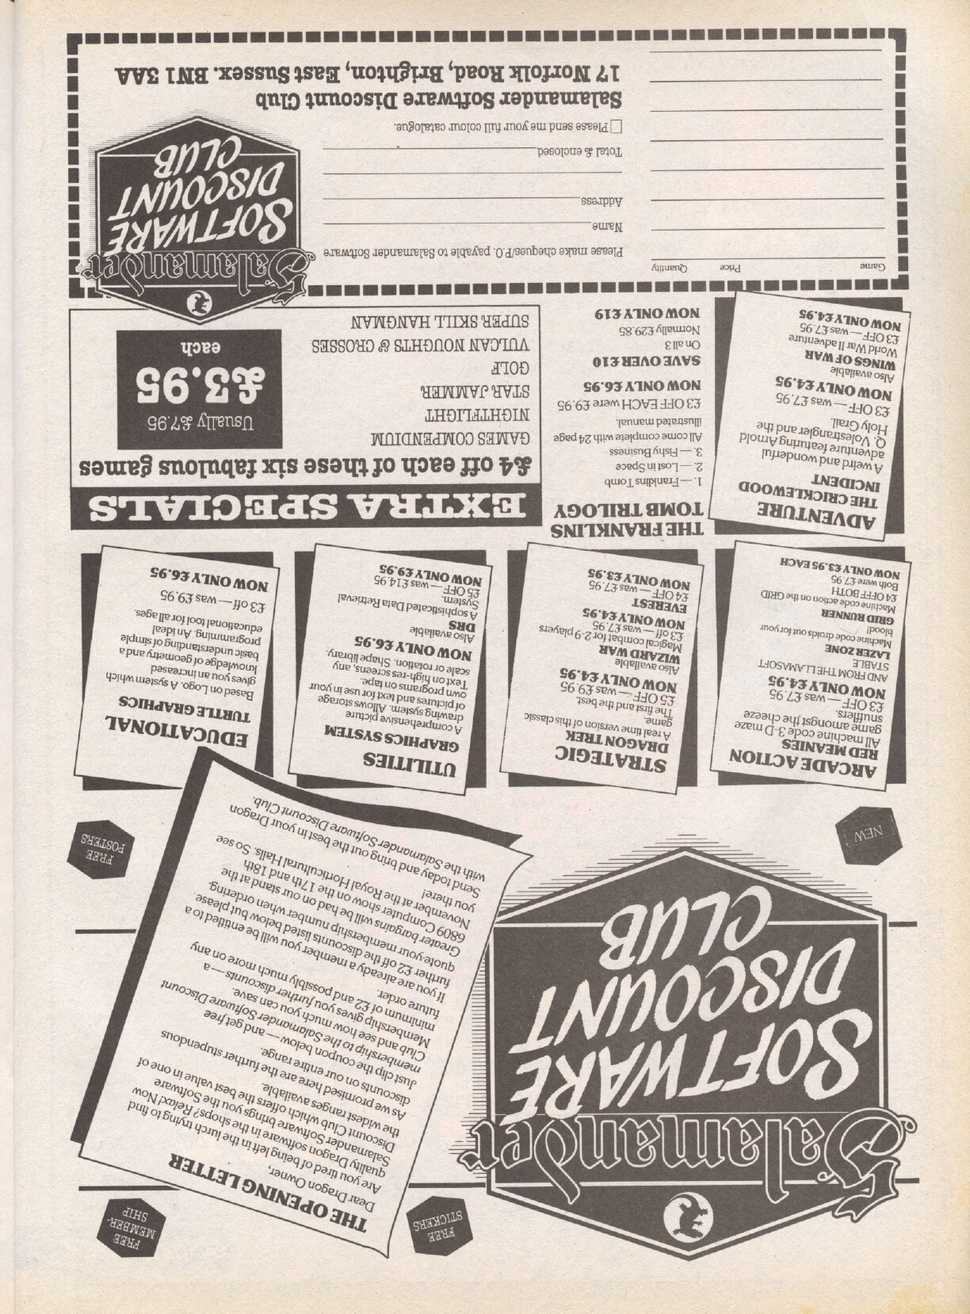 Salamander
SOFTWARE
DISCOUNT
CLUB
FREE
STICKERS
FREE
MEMBER-
SHIP
NEW
FREE
POSTERS
THE OPENING LETTER
Dear Dragon Owner,
Are you tired of being left in the lurch trying to find
quality Dragon software in the shops? Relax! Now
Salamander Software brings you the Software
Discount Club which offers the best value in one of
the widest ranges available.
As we promised here are the further stupendous
discounts on our entire range.
Just clip the coupon below — and get free
membership to the Salamander Software Discount
Club and see how much you can save.
Membership gives you further discounts — a
minimum of £2 and possibly much more on any
future order
If you are already a member you will be entitled to a
further £2 off the discounts listed below but please
quote your membership number when ordering.
Greater bargains will be had on our stand at the
6809 Computer show on the 17th and 18th
November at the Royal Horticultural Halls. So see
you there!
Send today and bring out the best in your Dragon
with the Salamander Software Discount Club.
ARCADE ACTION
RED MEANIES
All machine code 3-D maze
game amongst the cheeze
snufflers.
£3 OFF — was £7.95
NOW ONLY £4.95
AND FROM THE LLAMASOFT
STABLE
LAZER ZONE
Machine code droids out for your
blood!
GRID RUNNER
Machine code action on the GRID
£4 OFF BOTH
Both were £7.95
NOW ONLY £3.95 EACH
STRATEGIC
DRAGON TREK
A real time version of this classic
game.
The first and the best.
£5 OFF — was £9.95
NOW ONLY £4.95
Also available
WIZARD WAR
Magical combat for 2-9 players
£3 off — was £7.95
NOW ONLY £4.95
EVEREST
£4 OFF — was £7.95
NOW ONLY £3.95
UTILITIES
GRAPHICS SYSTEM
A comprehensive picture
drawing system. Allows storage
of pictures and text for use in your
own programs on tape.
Text on high-res screens, any
scale or rotation. Shape library.
NOW ONLY £6.95
Also available
DRS
A sophisticated Data Retrieval
System.
£5 OFF — was £14.95
NOW ONLY £9.95
EDUCATIONAL
TURTLE GRAPHICS
Based on Logo. A system which
gives you an increased
knowledge of geometry and a
basic understanding of simple
programming. An ideal
educational tool for all ages.
£3 off — was £9.95
NOW ONLY £6.95
ADVENTURE
THE CRICKLEWOOD
INCIDENT
A weird and wonderful
adventure featuring Arnold
Q. Volestrangler and the
Holy Grail.
£3 OFF — was £7.95
NOW ONLY £4.95
Also available
WINGS OF WAR
World War II adventure
£3 OFF — was £7.95
NOW ONLY £4.95
THE FRANKLINS
TOMB TRILOGY
1. — Franklins Tomb
2. — Lost in Space
3. — Fishy Business
All come complete with 24 page
illustrated manual.
£3 OFF EACH were £9.95
NOW ONLY £6.95
SAVE OVER £10
On all 3
Normally £29.85
NOW ONLY £19
EXTRA SPECIALS
£4 off each of these six fabulous games
GAMES COMPENDIUM
NIGHTFLIGHT
STAR JAMMER
GOLF
VULCAN NOUGHTS & CROSSES
SUPER SKILL HANGMAN
Usually £7.95
£3.95
each
Game Price Quantity
Please make cheques/P.O. payable to Salamander Software
Name
Address
Total £ enclosed
Please send me your full colour catalogue.
Salamander Software Discount Club
17 Norfolk Road, Brighton, East Sussex. BN1 3AA
Salamander
SOFTWARE
DISCOUNT
CLUB